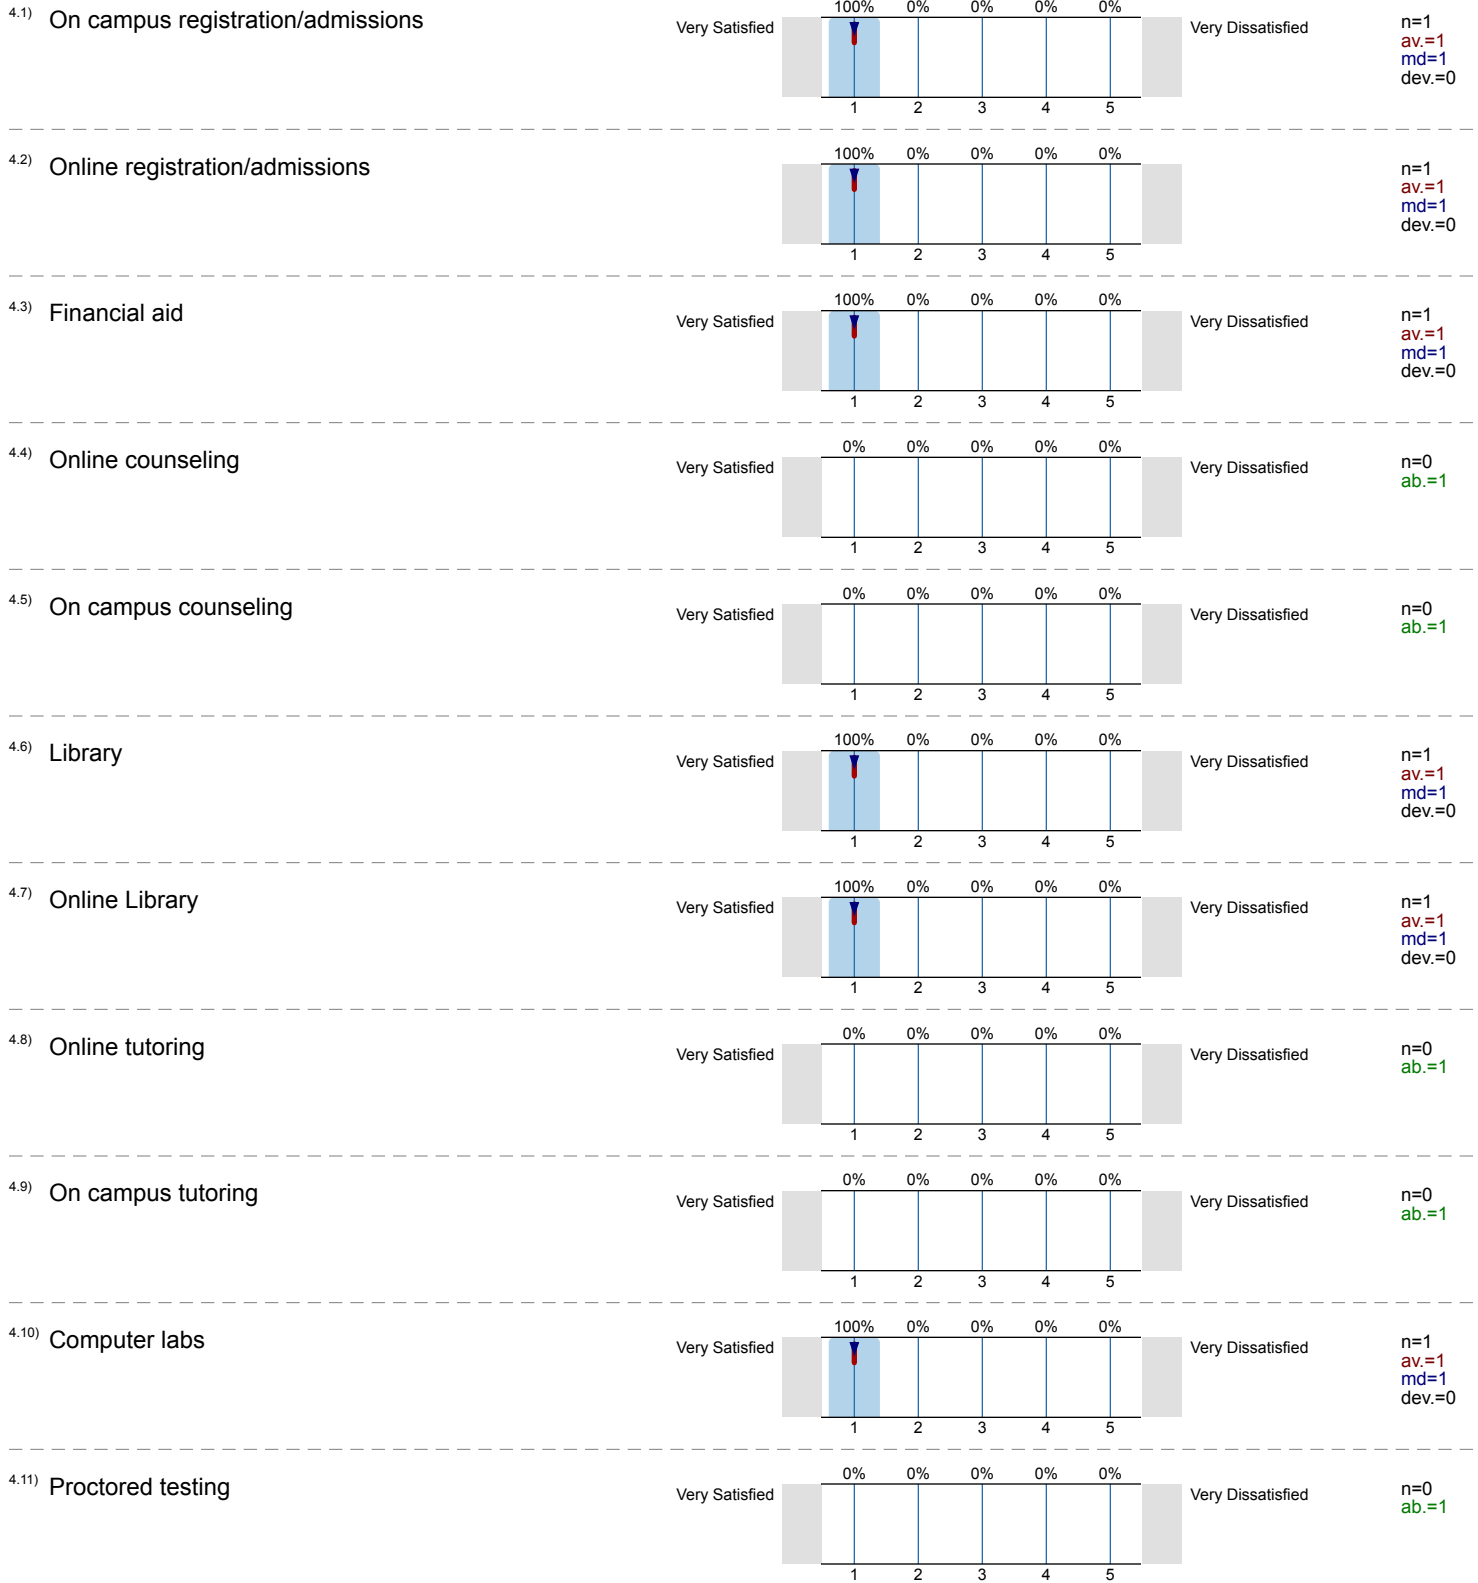 4.1) On campus registration/admissions
100% 0% 0% 0% 0%
Very Satisfied Very Dissatisfied
n=1
av.=1
md=1
dev.=0
1 2 3 4 5
4.2) Online registration/admissions
100% 0% 0% 0% 0%
n=1
av.=1
md=1
dev.=0
1 2 3 4 5
4.3) Financial aid
100% 0% 0% 0% 0%
Very Satisfied Very Dissatisfied
n=1
av.=1
md=1
dev.=0
1 2 3 4 5
4.4) Online counseling
0% 0% 0% 0% 0%
Very Satisfied Very Dissatisfied
n=0
ab.=1
1 2 3 4 5
4.5) On campus counseling
0% 0% 0% 0% 0%
Very Satisfied Very Dissatisfied
n=0
ab.=1
1 2 3 4 5
4.6) Library
100% 0% 0% 0% 0%
Very Satisfied Very Dissatisfied
n=1
av.=1
md=1
dev.=0
1 2 3 4 5
4.7) Online Library
100% 0% 0% 0% 0%
Very Satisfied Very Dissatisfied
n=1
av.=1
md=1
dev.=0
1 2 3 4 5
4.8) Online tutoring
0% 0% 0% 0% 0%
Very Satisfied Very Dissatisfied
n=0
ab.=1
1 2 3 4 5
4.9) On campus tutoring
0% 0% 0% 0% 0%
Very Satisfied Very Dissatisfied
n=0
ab.=1
1 2 3 4 5
4.10) Computer labs
100% 0% 0% 0% 0%
Very Satisfied Very Dissatisfied
n=1
av.=1
md=1
dev.=0
1 2 3 4 5
4.11) Proctored testing
0% 0% 0% 0% 0%
Very Satisfied Very Dissatisfied
n=0
ab.=1
1 2 3 4 5